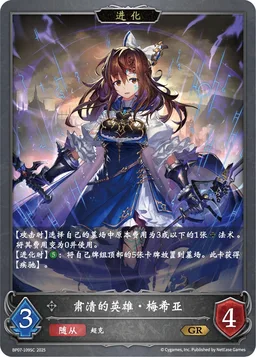 进化
【攻击时】选择自己的墓场中原本费用为3或以下的1张·法术。
将其费用变为0并使用。
【进化时】5：将自己牌组顶部的5张卡牌放置到墓场。此卡获得
【疾驰】。
肃清的英雄·梅希亚
3
随从
超克
GR
4
BP07-109SC 2025
© Cygames, Inc. Published by NetEase Games